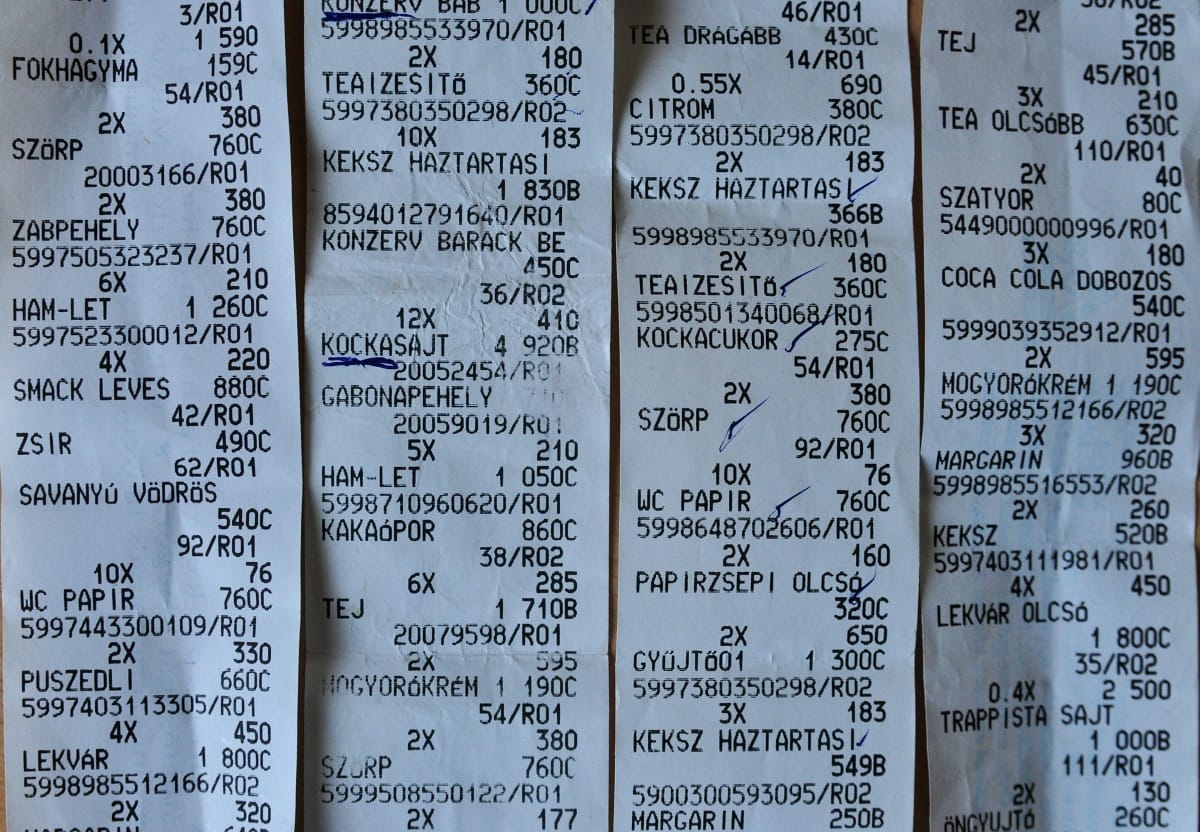 3/R01
0.1X 1 590
FOKHAGYMA 159C
54/R01
2X 380
SZÖRP 760C
20003166/R01
2X 380
ZABPEHELY 760C
5997505323237/R01
6X 210
HAM-LET 1 260C
5997523300012/R01
4X 220
SMACK LEVES 880C
42/R01
ZSIR 490C
62/R01
SAVANYÚ VÖDRÖS
540C
92/R01
10X 76
WC PAPIR 760C
5997443300109/R01
2X 330
PUSZEDLI 660C
5997403113305/R01
4X 450
LEKVÁR 1 800C
5998985512166/R02
2X 320
MARGARIN
KONZERV BAB 1 000C
5998985533970/R01
2X 180
TEAIZESITŐ 360C
5997380350298/R02
10X 183
KEKSZ HÁZTARTASI
1 830B
8594012791640/R01
KONZERV BARACK BE
450C
36/R02
12X 410
KOCKASAJT 4 920B
20052454/R01
GABONAPEHELY
20059019/R01
5X 210
HAM-LET 1 050C
5998710960620/R01
KAKAÓPOR 860C
38/R02
6X 285
TEJ 1 710B
20079598/R01
2X 595
MOGYORÓKRÉM 1 190C
54/R01
2X 380
SZÖRP 760C
5999508550122/R01
2X 177
46/R01
TEA DRÁGÁBB 430C
14/R01
0.55X 690
CITROM 380C
5997380350298/R02
2X 183
KEKSZ HÁZTARTASI
366B
5998985533970/R01
2X 180
TEAIZESITŐ 360C
5998501340068/R01
KOCKACUKOR 275C
54/R01
2X 380
SZÖRP 760C
92/R01
10X 76
WC PAPIR 760C
5998648702606/R01
2X 160
PAPIRZSEPI OLCSÓ
320C
2X 650
GYŰJTŐ01 1 300C
5997380350298/R02
3X 183
KEKSZ HÁZTARTASI
549B
5900300593095/R02
MARGARIN 250B
2X 285
TEJ 570B
45/R01
3X 210
TEA OLCSÓBB 630C
110/R01
2X 40
SZATYOR 80C
5449000000996/R01
3X 180
COCA COLA DOBOZOS
540C
5999039352912/R01
2X 595
MOGYORÓKRÉM 1 190C
5998985512166/R02
3X 320
MARGARIN 960B
5998985516553/R02
2X 260
KEKSZ 520B
5997403111981/R01
4X 450
LEKVÁR OLCSÓ
1 800C
35/R02
0.4X 2 500
TRAPPISTA SAJT
1 000B
111/R01
2X 130
ÖNGYUJTÓ 260C